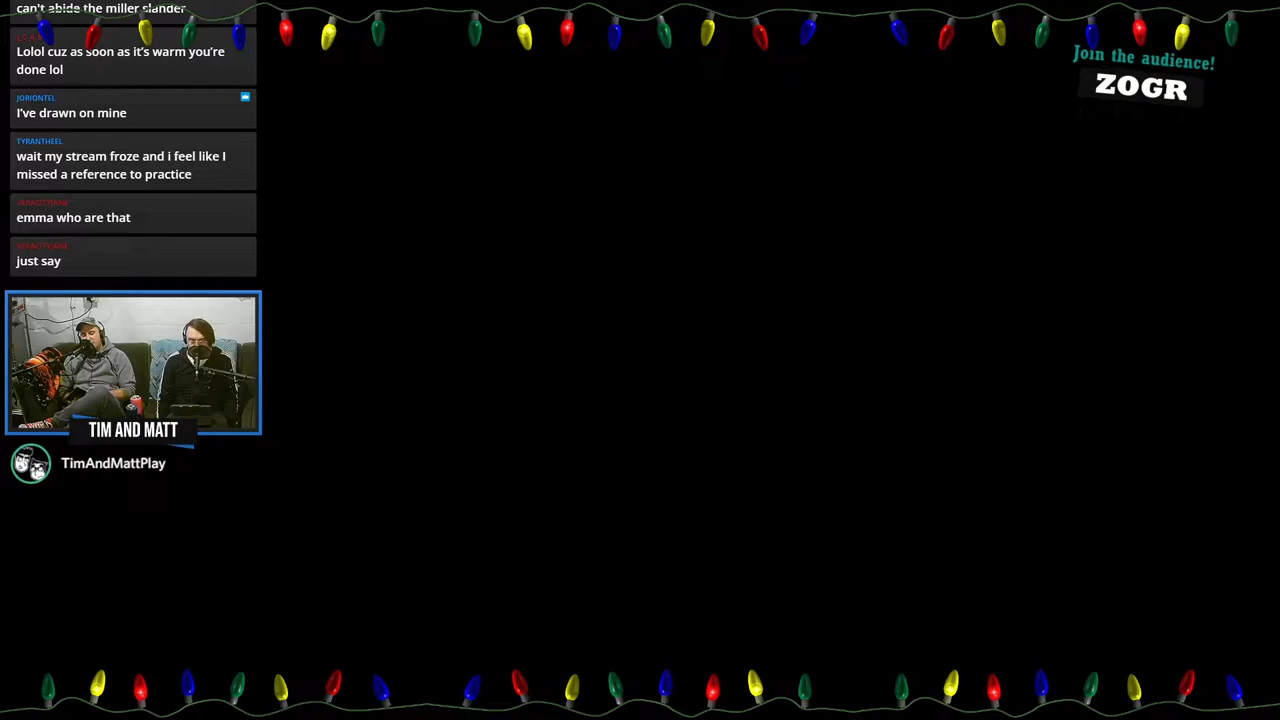 can't abide the miller slander
Lolol cuz as soon as it's warm you're
done lol
JORIONTEL
I've drawn on mine
TYRANTHEEL
wait my stream froze and i feel like I
missed a reference to practice
VERACITYJANE
emma who are that
VERACITYJANE
just say
TIM AND MATT
TimAndMattPlay
Join the audience!
ZOGR